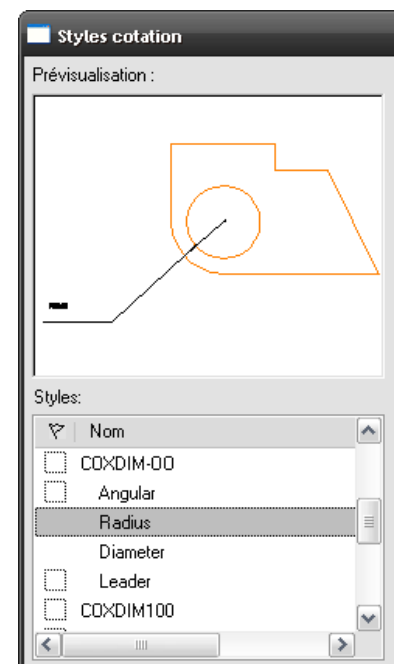 Styles cotation
Prévisualisation :
Styles:
Nom
COXDIM-00
Angular
Radius
Diameter
Leader
COXDIM100